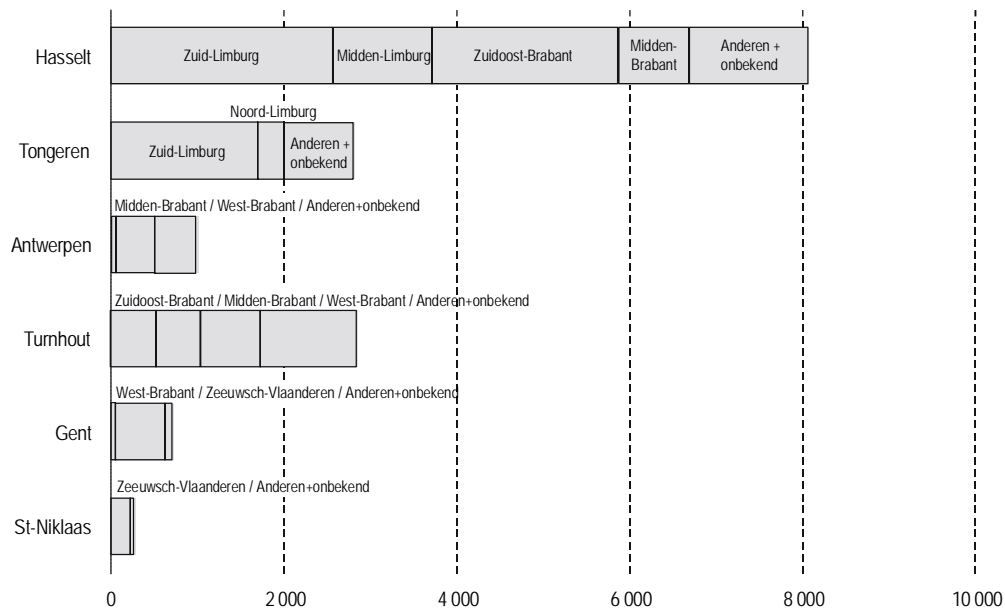 Hasselt
Zuid-Limburg
Midden-Limburg
Zuidoost-Brabant
Midden-
Brabant
Anderen +
onbekend
Noord-Limburg
Tongeren
Zuid-Limburg
Anderen +
onbekend
Midden-Brabant / West-Brabant / Anderen+onbekend
Antwerpen
Zuidoost-Brabant / Midden-Brabant / West-Brabant / Anderen+onbekend
Turnhout
West-Brabant / Zeeuwsch-Vlaanderen / Anderen+onbekend
Gent
Zeeuwsch-Vlaanderen / Anderen+onbekend
St-Niklaas
0 2 000 4 000 6 000 8 000 10 000